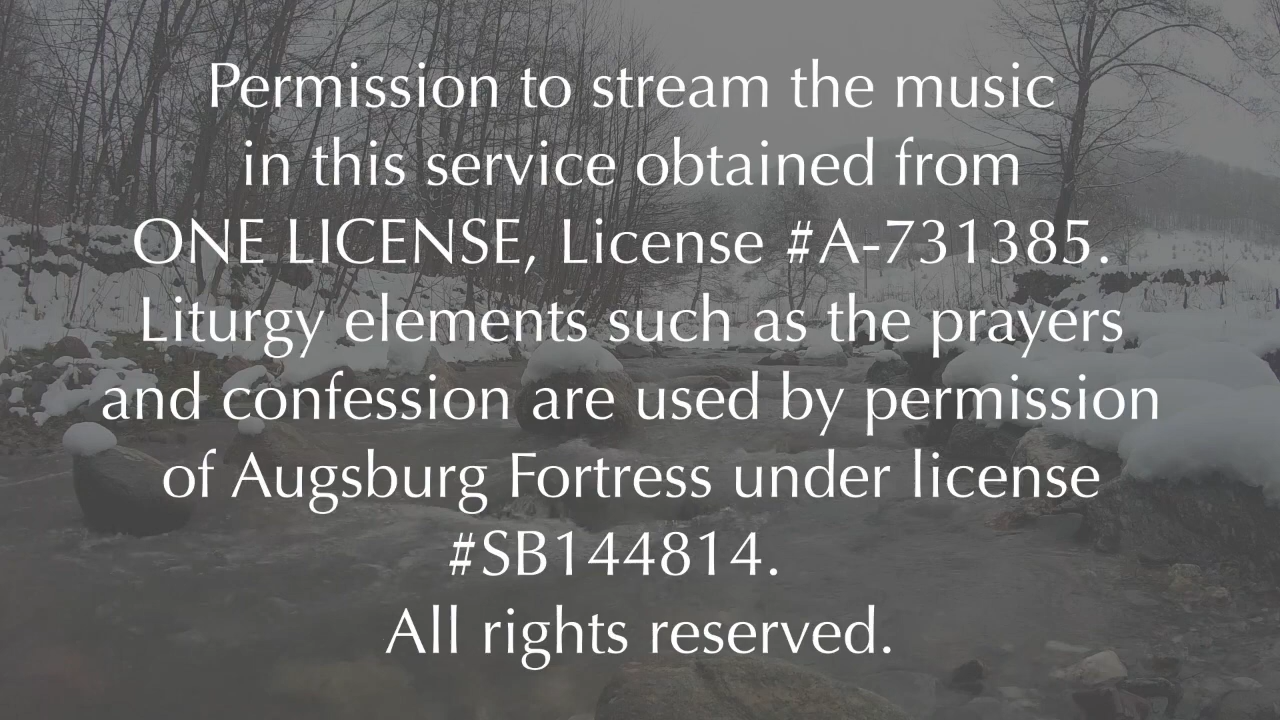 Permission to stream the music
in this service obtained from
ONE LICENSE, License #A-731385.
Liturgy elements such as the prayers
and confession are used by permission
of Augsburg Fortress under license
#SB144814.
All rights reserved.